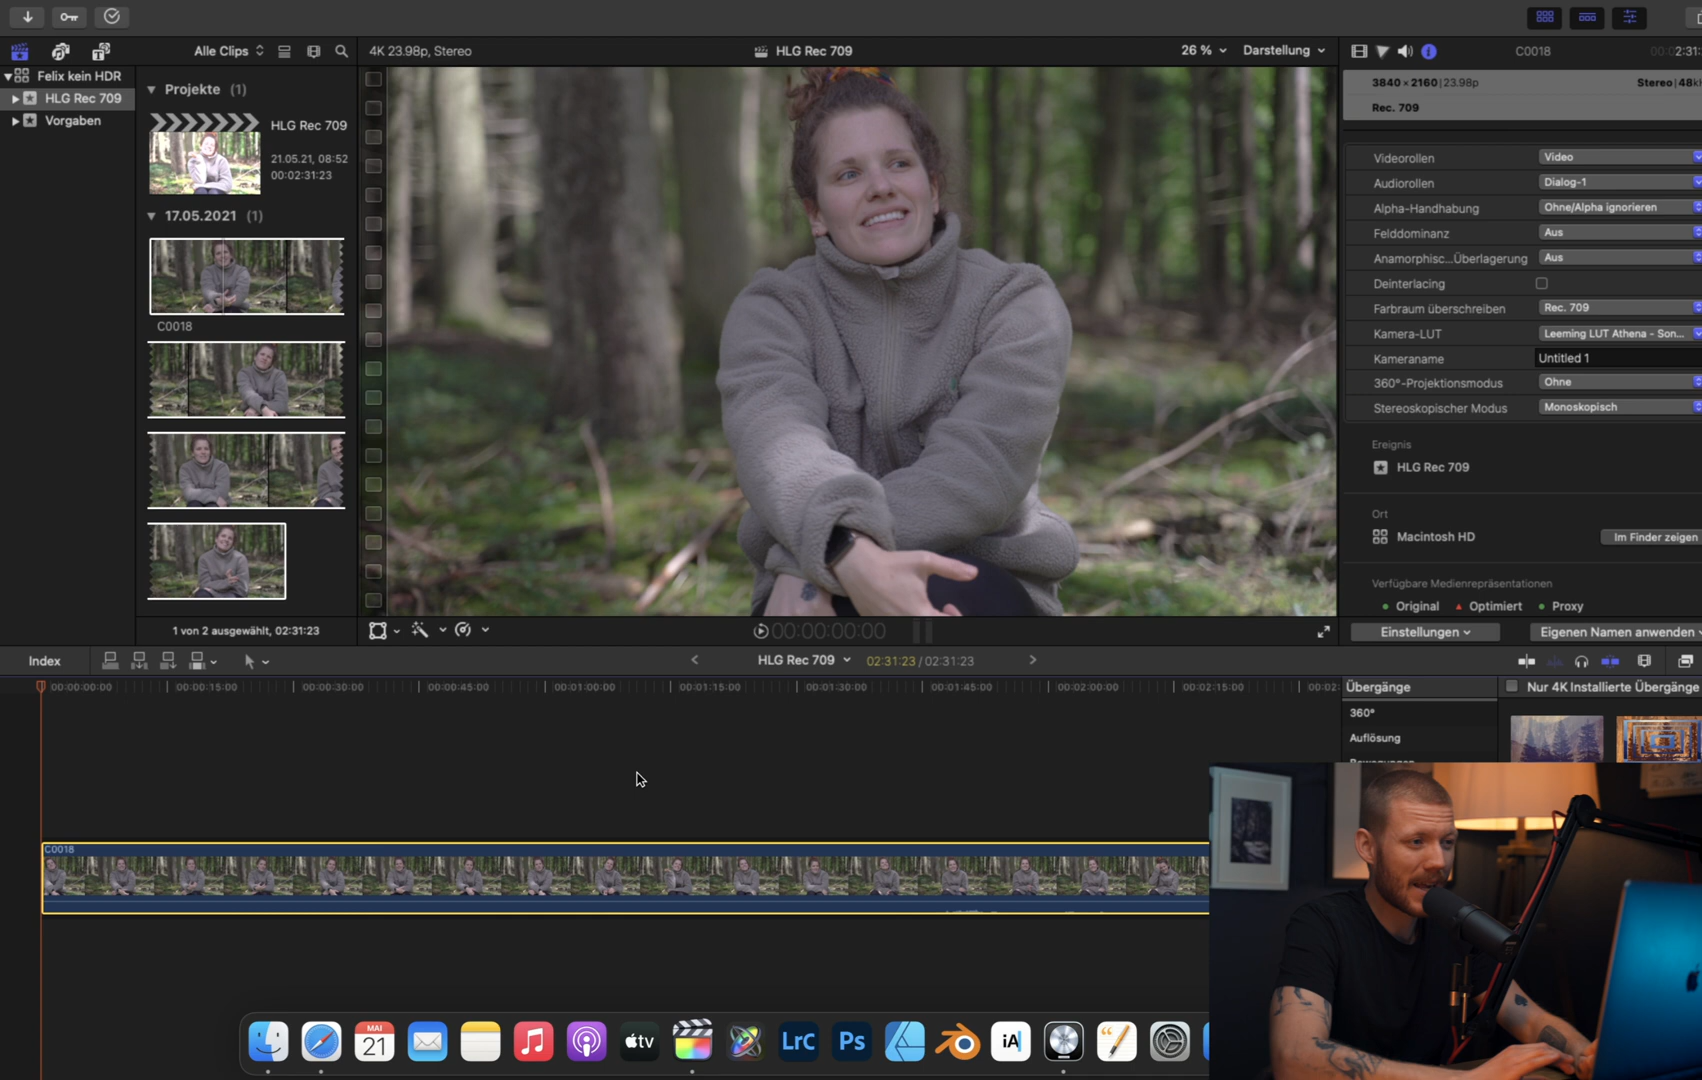 Alle Clips
4K 23.98p, Stereo
HLG Rec 709
26 %
Darstellung
C0018
00:02:31:
Felix kein HDR
HLG Rec 709
Vorgaben
Projekte (1)
HLG Rec 709
21.05.21, 08:52
00:02:31:23
17.05.2021 (1)
C0018
1 von 2 ausgewählt, 02:31:23
3840 × 2160 | 23.98p
Stereo | 48k
Rec. 709
Videorollen Video
Audiorollen Dialog-1
Alpha-Handhabung Ohne/Alpha ignorieren
Felddominanz Aus
Anamorphisc...Überlagerung Aus
Deinterlacing
Farbraum überschreiben Rec. 709
Kamera-LUT Leeming LUT Athena - Son...
Kameraname Untitled 1
360°-Projektionsmodus Ohne
Stereoskopischer Modus Monoskopisch
Ereignis
HLG Rec 709
Ort
Macintosh HD
Im Finder zeigen
Verfügbare Medienrepräsentationen
Original Optimiert Proxy
Einstellungen
Eigenen Namen anwenden
00:00:00:00
Index
HLG Rec 709
02:31:23 / 02:31:23
00:00:00:00 00:00:15:00 00:00:30:00 00:00:45:00 00:01:00:00 00:01:15:00 00:01:30:00 00:01:45:00 00:02:00:00 00:02:15:00 00:02:
Übergänge
Nur 4K Installierte Übergänge
360°
Auflösung
C0018
MAI
21
tv
LrC
Ps
iA